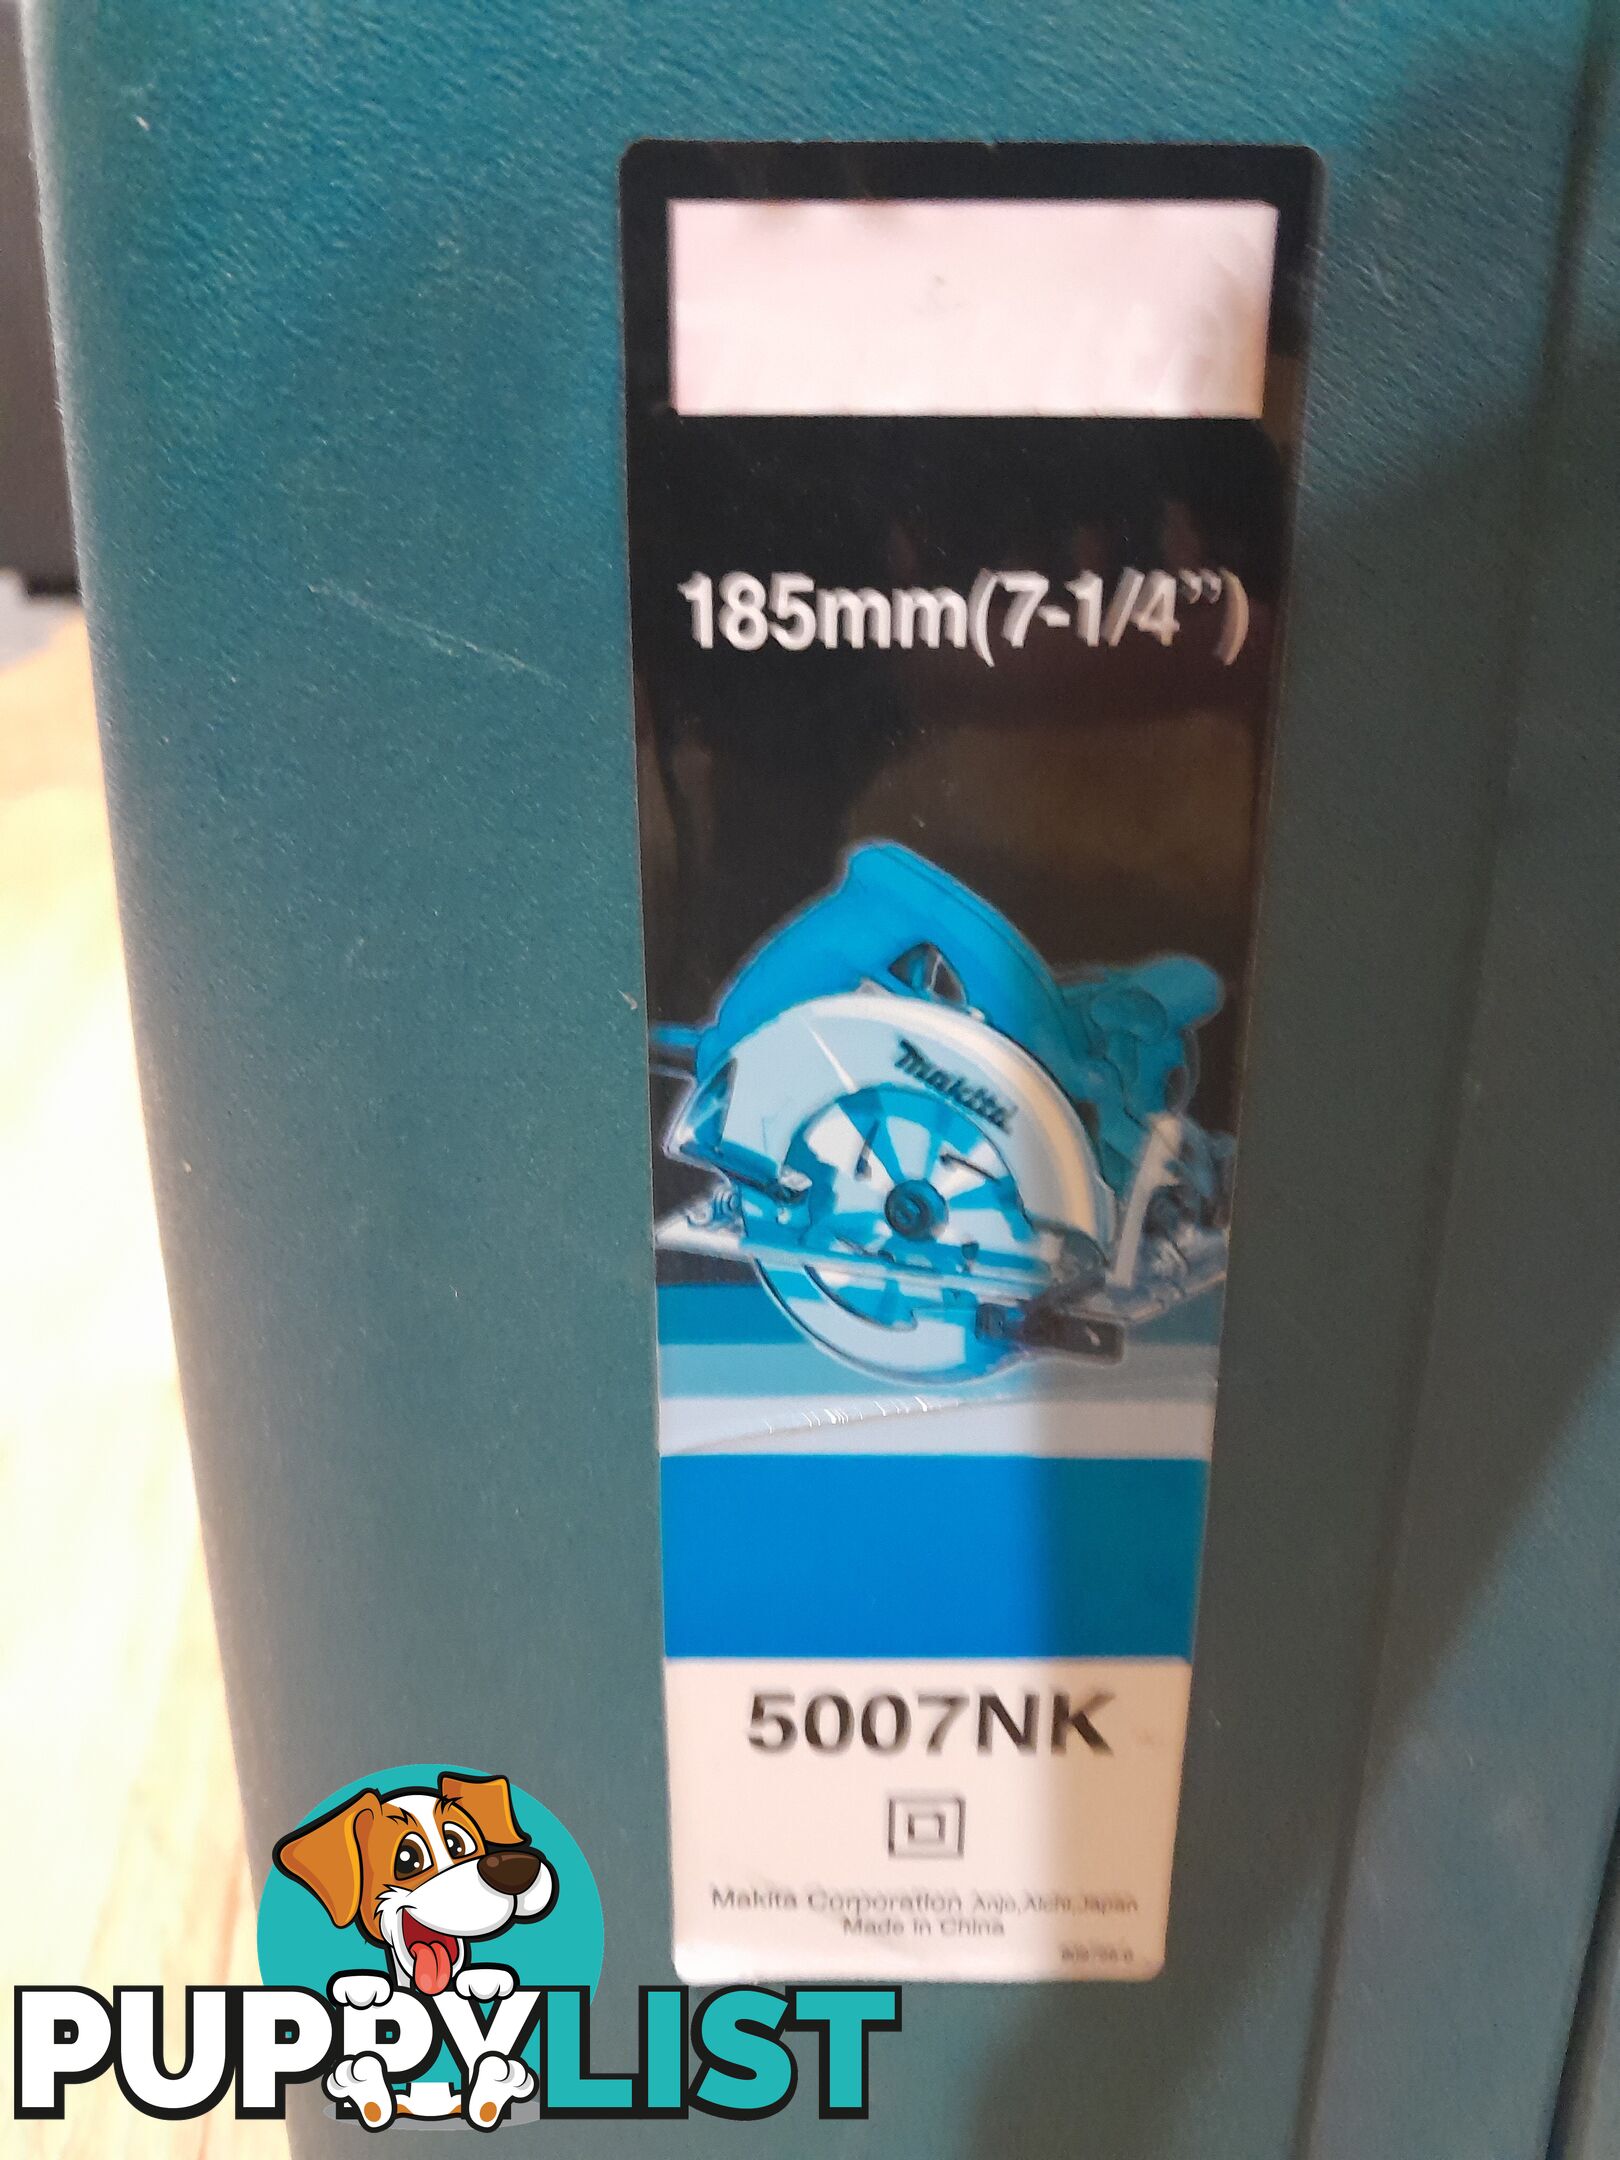 185mm(7-1/4”)
Makita
5007NK
Makita Corporation Anjo,Aichi,Japan
Made in China
PUPPYLIST